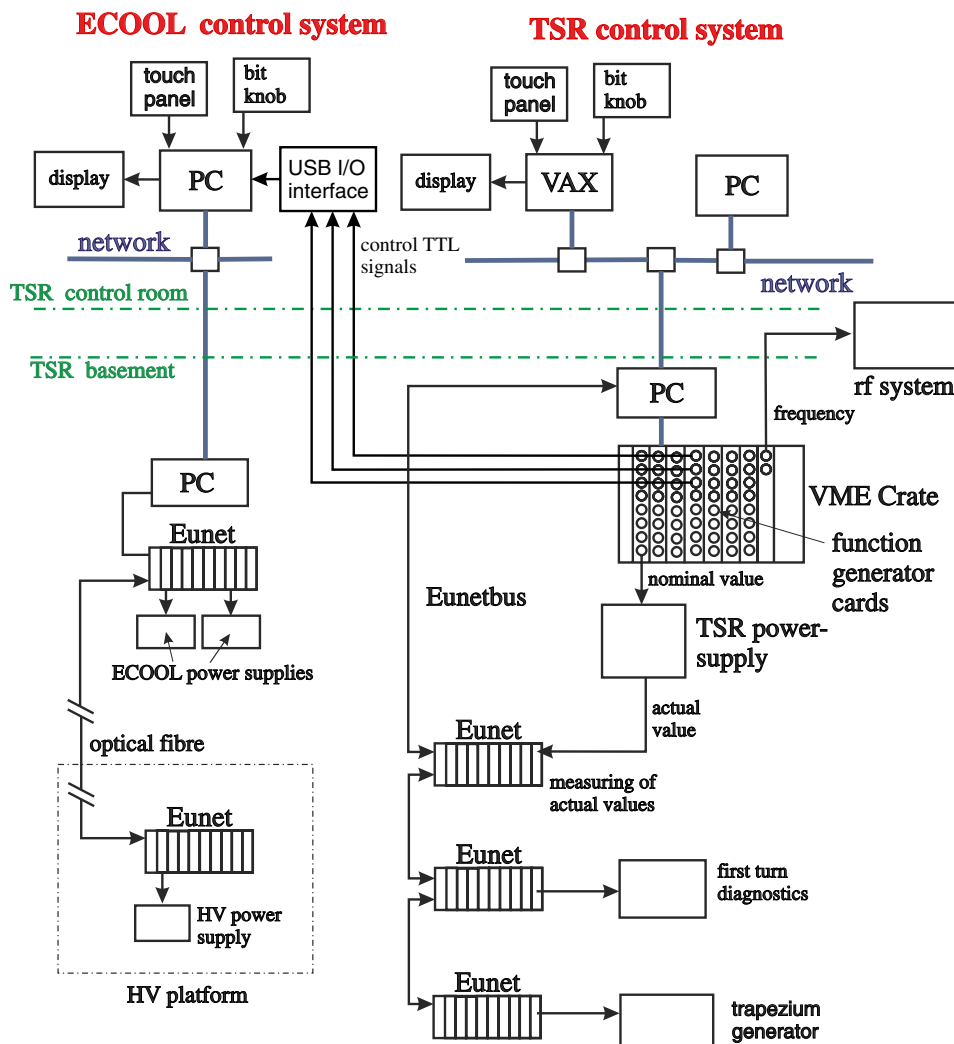 ECOOL control system
TSR control system
touch
panel
bit
knob
touch
panel
bit
knob
display
PC
USB I/O
interface
display
VAX
PC
network
control TTL
signals
network
TSR control room
TSR basement
rf system
PC
frequency
PC
VME Crate
Eunet
function
generator
cards
nominal value
Eunetbus
TSR power-
supply
ECOOL power supplies
actual
value
optical fibre
Eunet
measuring of
actual values
Eunet
Eunet
first turn
diagnostics
HV power
supply
HV platform
Eunet
trapezium
generator